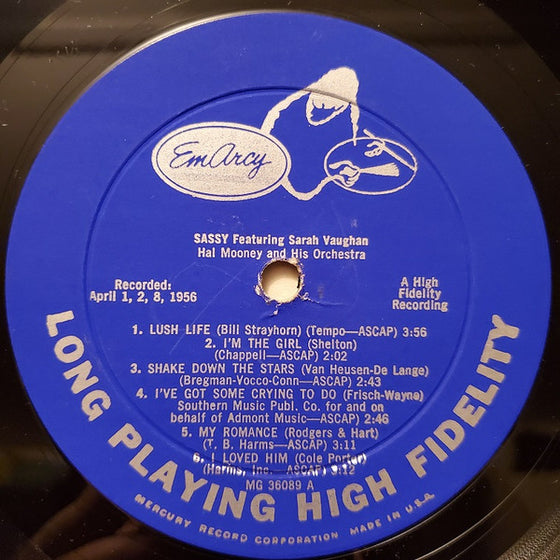 EmArcy
SASSY Featuring Sarah Vaughan
Hal Mooney and His Orchestra
Recorded:
April 1, 2, 8, 1956
A High
Fidelity
Recording
1. LUSH LIFE (Bill Strayhorn) (Tempo—ASCAP) 3:56
2. I'M THE GIRL (Shelton)
(Chappell—ASCAP) 2:02
3. SHAKE DOWN THE STARS (Van Heusen-De Lange)
(Bregman-Vocco-Conn—ASCAP) 2:43
4. I'VE GOT SOME CRYING TO DO (Frisch-Wayne)
Southern Music Publ. Co. for and on
behalf of Admont Music—ASCAP) 2:46
5. MY ROMANCE (Rodgers & Hart)
(T. B. Harms—ASCAP) 3:11
6. I LOVED HIM (Cole Porter)
(Harms, Inc.—ASCAP) 3:12
MG 36089 A
LONG PLAYING HIGH FIDELITY
MERCURY RECORD CORPORATION MADE IN U.S.A.